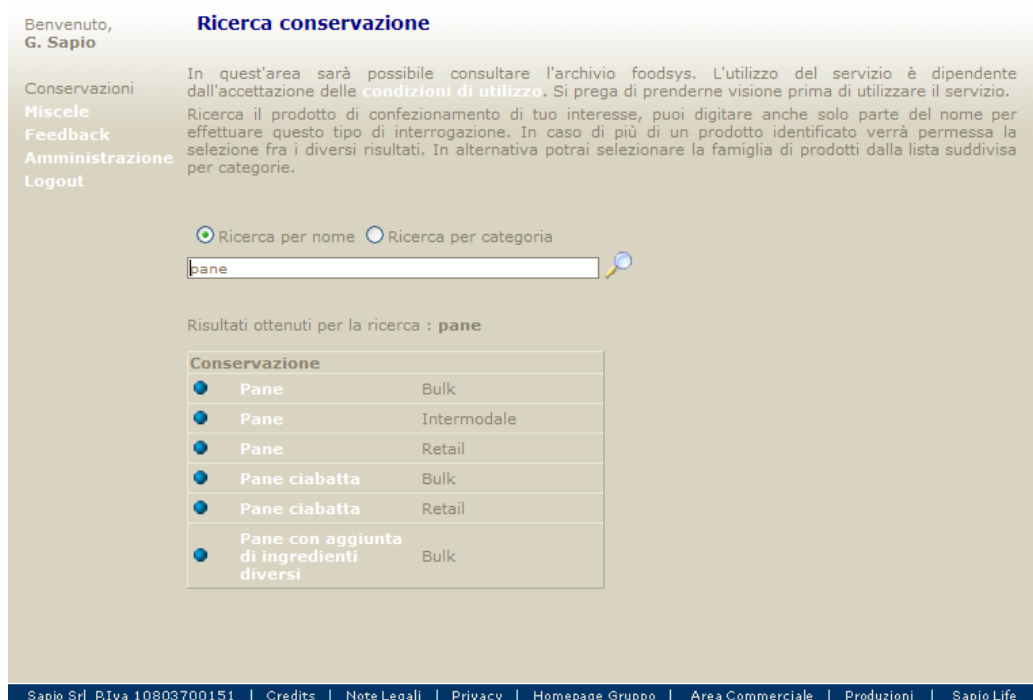 Benvenuto,
G. Sapio
Conservazioni
Miscele
Feedback
Amministrazione
Logout
Ricerca conservazione
In quest'area sarà possibile consultare l'archivio foodsys. L'utilizzo del servizio è dipendente
dall'accettazione delle condizioni di utilizzo. Si prega di prenderne visione prima di utilizzare il servizio.
Ricerca il prodotto di confezionamento di tuo interesse, puoi digitare anche solo parte del nome per
effettuare questo tipo di interrogazione. In caso di più di un prodotto identificato verrà permessa la
selezione fra i diversi risultati. In alternativa potrai selezionare la famiglia di prodotti dalla lista suddivisa
per categorie.
Ricerca per nome Ricerca per categoria
pane
Risultati ottenuti per la ricerca : pane
Conservazione
Pane Bulk
Pane Intermodale
Pane Retail
Pane ciabatta Bulk
Pane ciabatta Retail
Pane con aggiunta
di ingredienti Bulk
diversi
Sapio Srl P.Iva 10803700151 | Credits | Note Legali | Privacy | Homepage Gruppo | Area Commerciale | Produzioni | Sapio Life